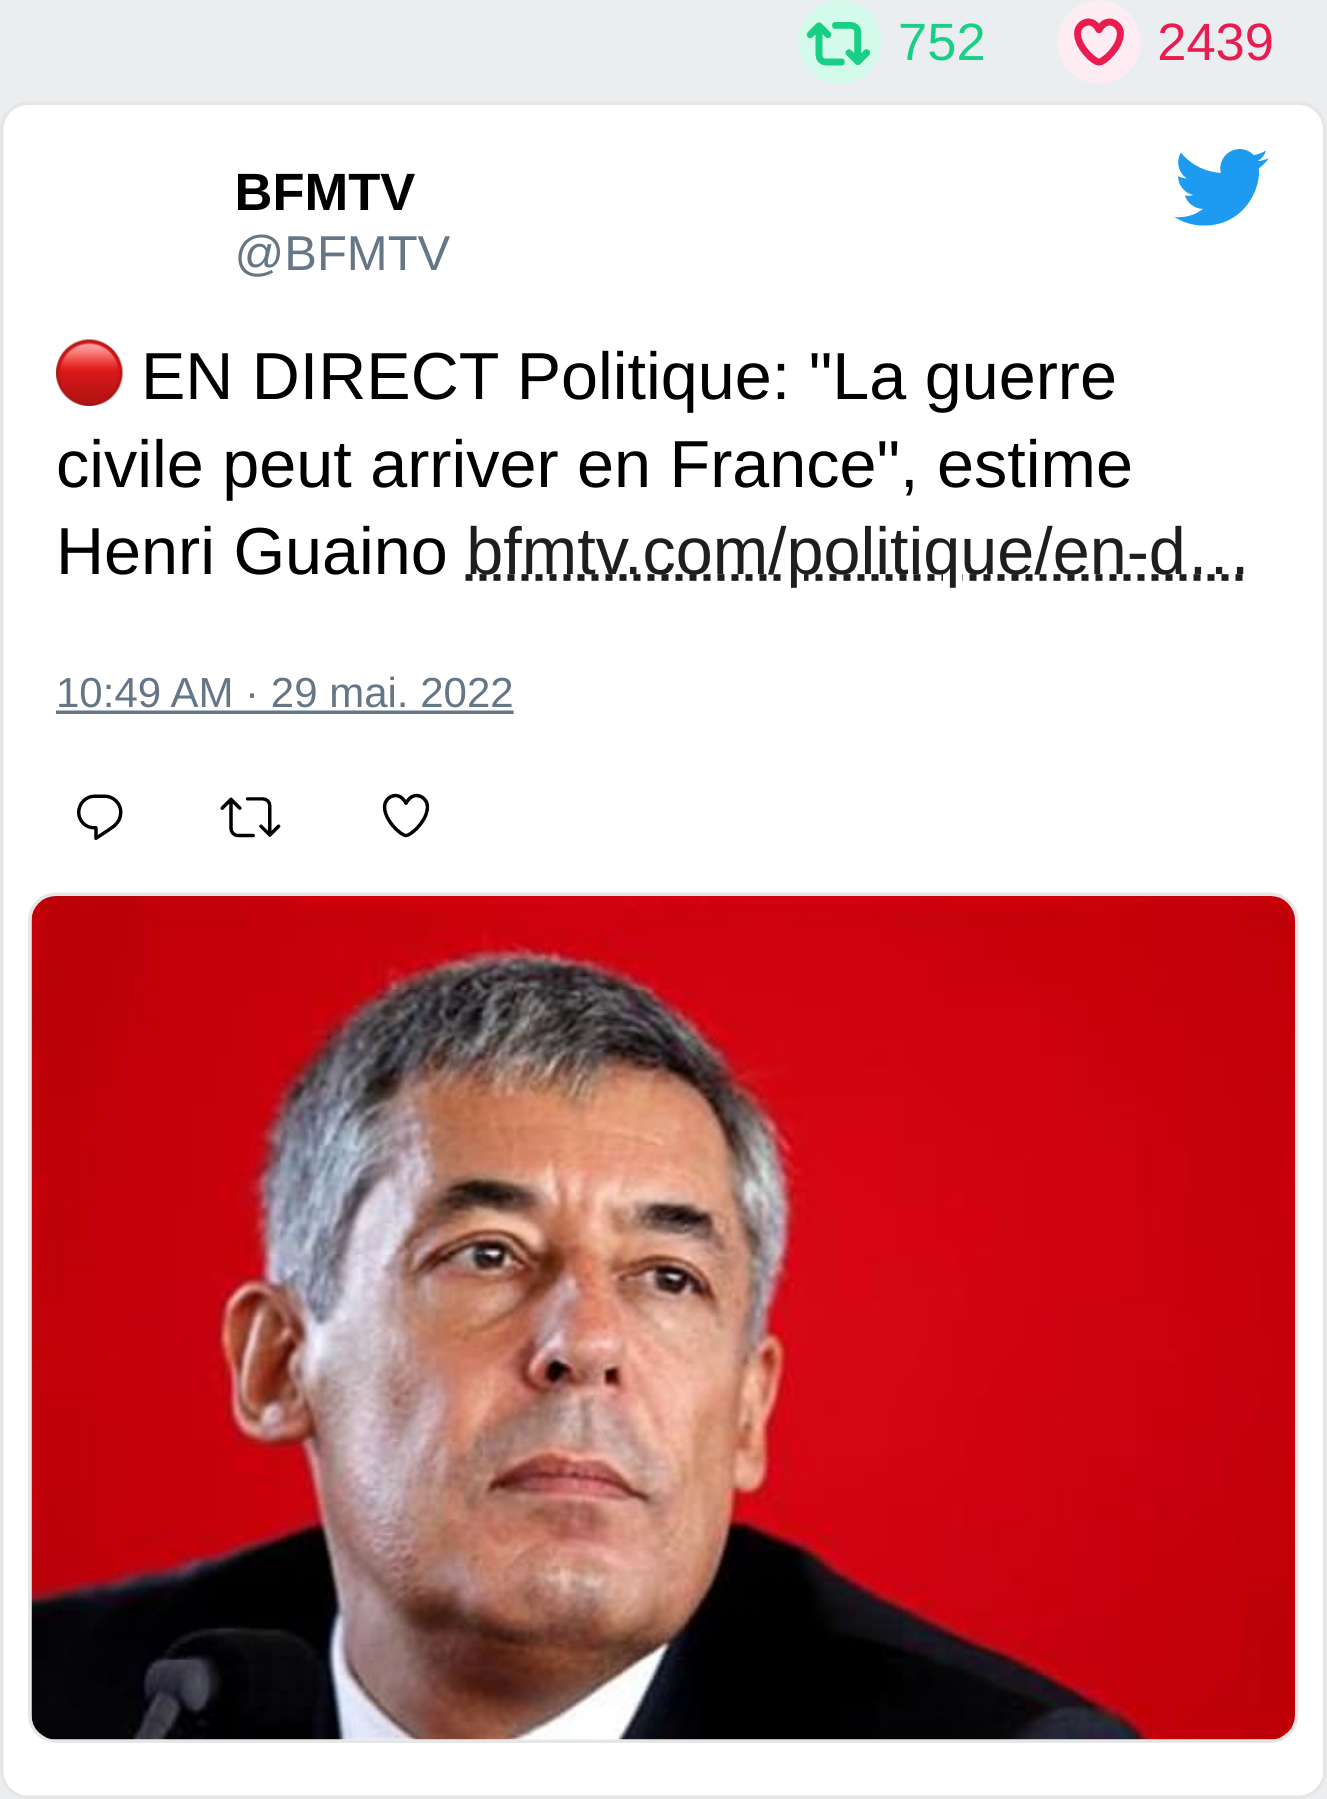 752 2439
BFMTV
@BFMTV
🔴 EN DIRECT Politique: "La guerre
civile peut arriver en France", estime
Henri Guaino bfmtv.com/politique/en-d…
10:49 AM · 29 mai. 2022